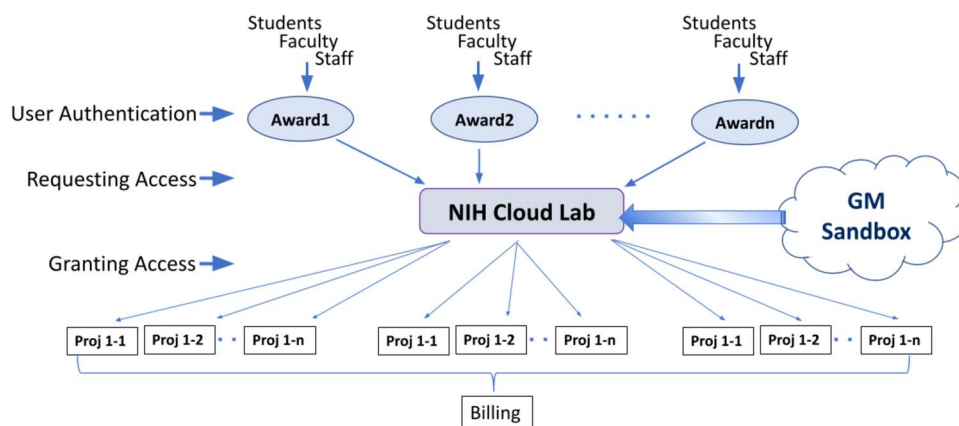 Students
Faculty
Staff
Students
Faculty
Staff
Students
Faculty
Staff
User Authentication
Award1
Award2
Awardn
Requesting Access
NIH Cloud Lab
GM
Sandbox
Granting Access
Proj 1-1
Proj 1-2
Proj 1-n
Proj 1-1
Proj 1-2
Proj 1-n
Proj 1-1
Proj 1-2
Proj 1-n
Billing